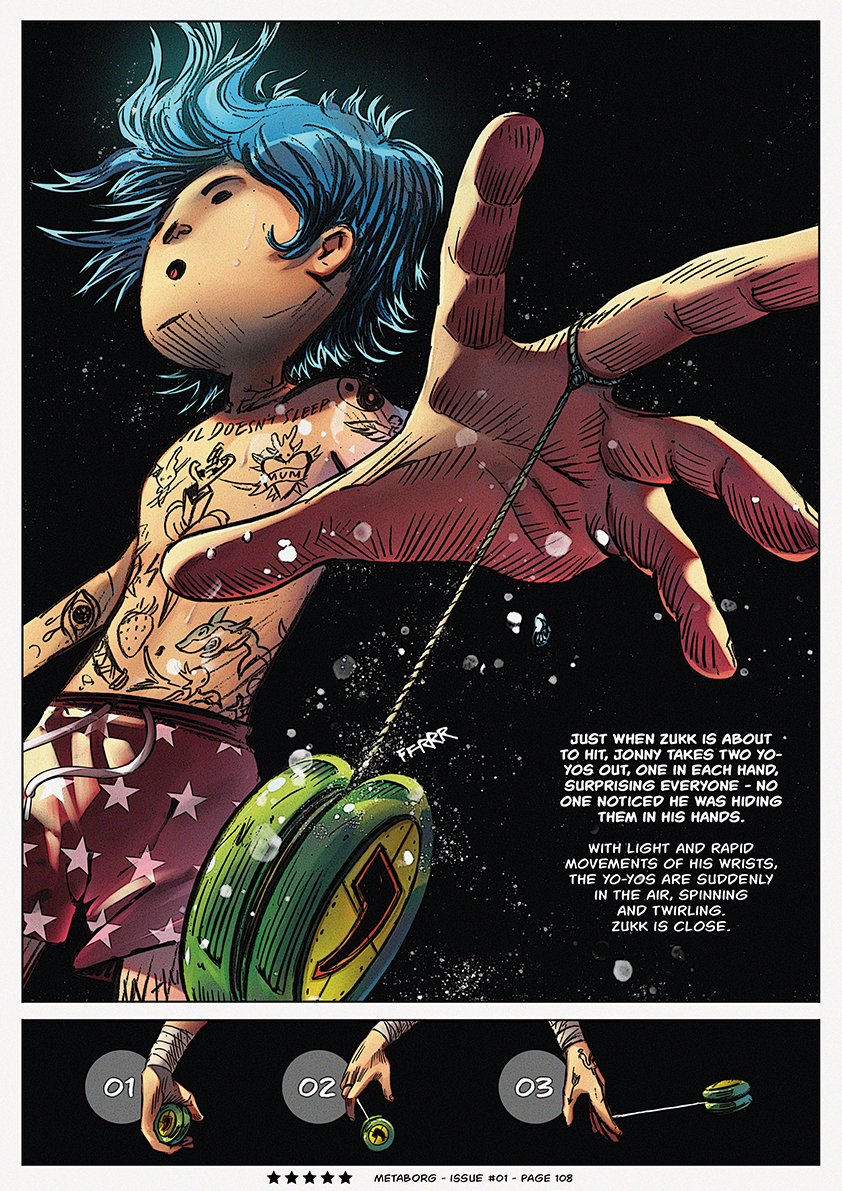 IL DOESN'T SLEEP
MUM
FFRRR
JUST WHEN ZUKK IS ABOUT
TO HIT, JONNY TAKES TWO YO-
YOS OUT, ONE IN EACH HAND,
SURPRISING EVERYONE - NO
ONE NOTICED HE WAS HIDING
THEM IN HIS HANDS.
WITH LIGHT AND RAPID
MOVEMENTS OF HIS WRISTS,
THE YO-YOS ARE SUDDENLY
IN THE AIR, SPINNING
AND TWIRLING.
ZUKK IS CLOSE.
01
02
03
★★★★★ METABORG - ISSUE #01 - PAGE 108